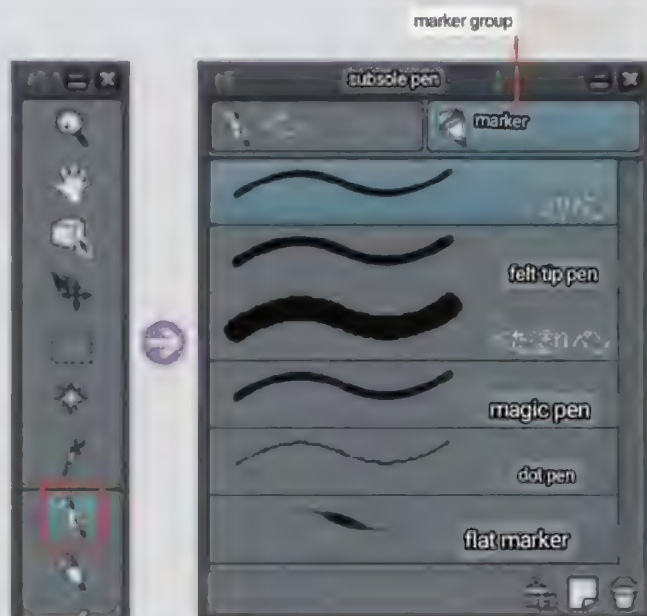 marker group
subsole pen
marker
felt tip pen
magic pen
dot pen
flat marker